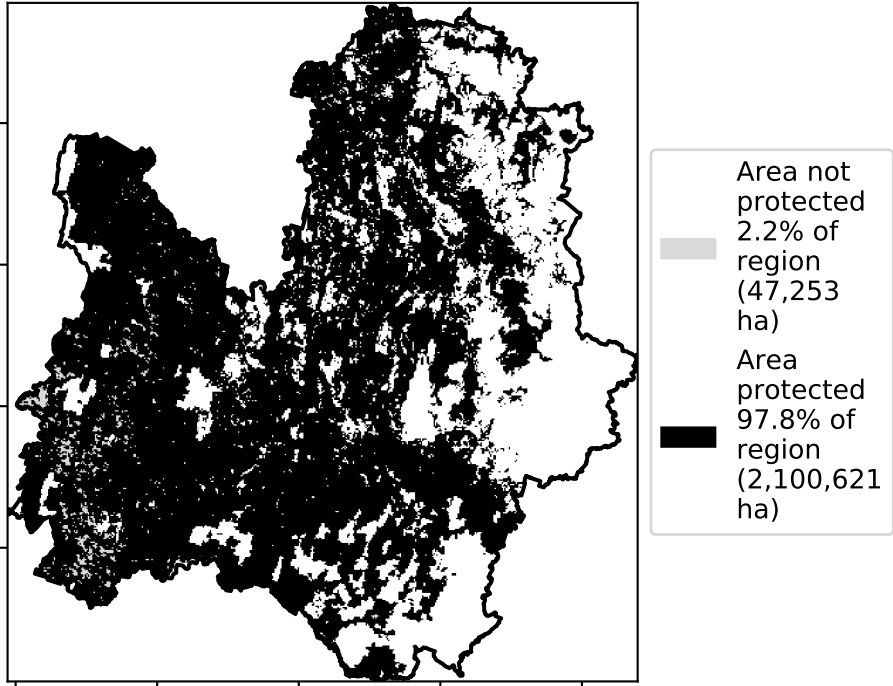 Area not
protected
2.2% of
region
(47,253
ha)
Area
protected
97.8% of
region
(2,100,621
ha)